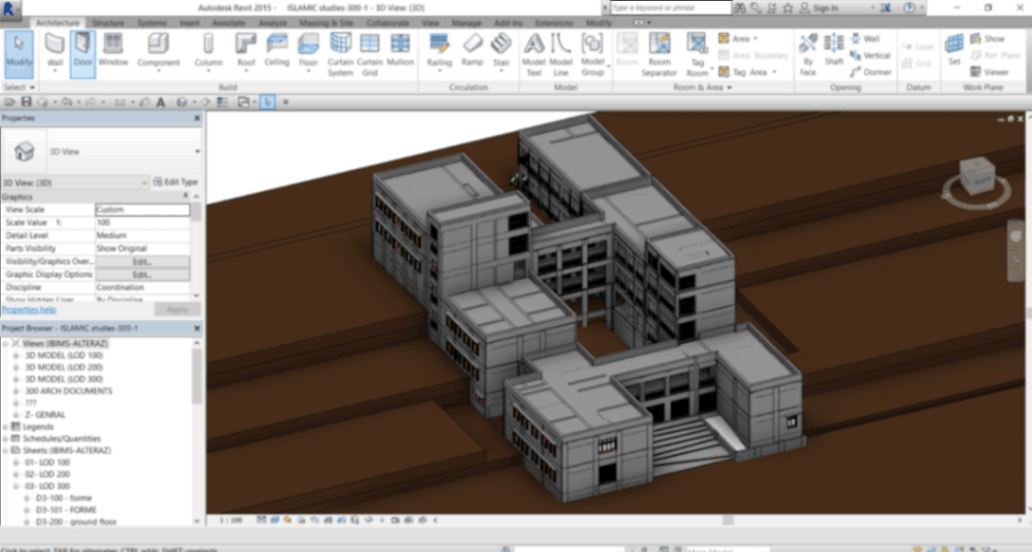 Autodesk Revit 2015 - ISLAMIC studies-300-1 - 3D View: {3D}
Type a keyword or phrase
Sign In
Architecture Structure Systems Insert Annotate Analyze Massing & Site Collaborate View Manage Add-Ins Extensions Modify
Modify Wall Door Window Component Column Roof Ceiling Floor Curtain System Curtain Grid Mullion Railing Ramp Stair Model Text Model Line Model Group Room Room Separator Tag Room Area Area Boundary Tag Area By Face Shaft Wall Vertical Dormer Level Grid Set Show Ref Plane Viewer
Select Build Circulation Model Room & Area Opening Datum Work Plane
Properties
3D View
3D View: {3D} Edit Type
Graphics
View Scale Custom
Scale Value 1: 100
Detail Level Medium
Parts Visibility Show Original
Visibility/Graphics Over... Edit...
Graphic Display Options Edit...
Discipline Coordination
Show Hidden Lines By Discipline
Properties help Apply
Project Browser - ISLAMIC studies-300-1
Views (IBIMS-ALTERAZ)
3D MODEL (LOD 100)
3D MODEL (LOD 200)
3D MODEL (LOD 300)
300 ARCH DOCUMENTS
???
Z- GENRAL
Legends
Schedules/Quantities
Sheets (IBIMS-ALTERAZ)
01- LOD 100
02- LOD 200
03- LOD 300
D3-100 - forme
D3-101 - FORME
D3-200 - ground floor
1 : 100
Click to select, TAB for alternates, CTRL adds, SHIFT unselects.
Main Model